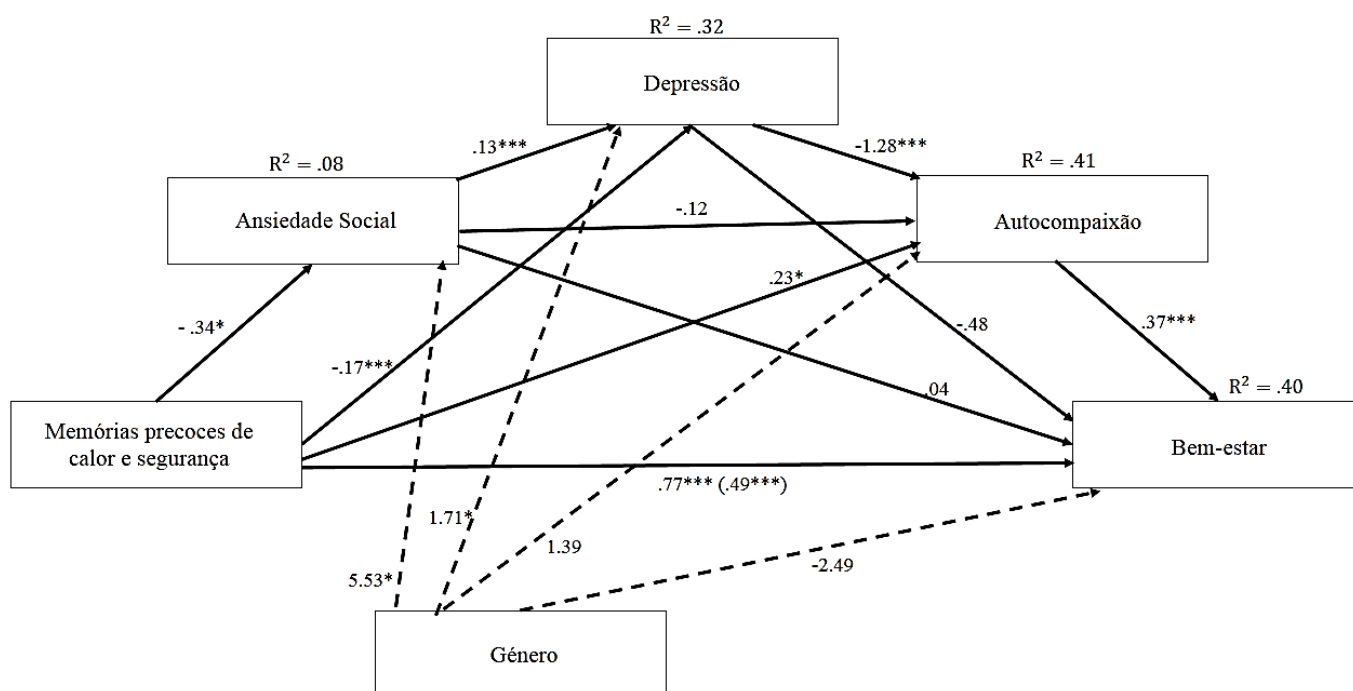 R² = .32
Depressão
.13***
-1.28***
R² = .08
R² = .41
Ansiedade Social
-.12
Autocompaixão
.23*
- .34*
-.48
.37***
-.17***
.04
R² = .40
Memórias precoces de
calor e segurança
Bem-estar
.77*** (.49***)
1.71*
1.39
-2.49
5.53*
Género